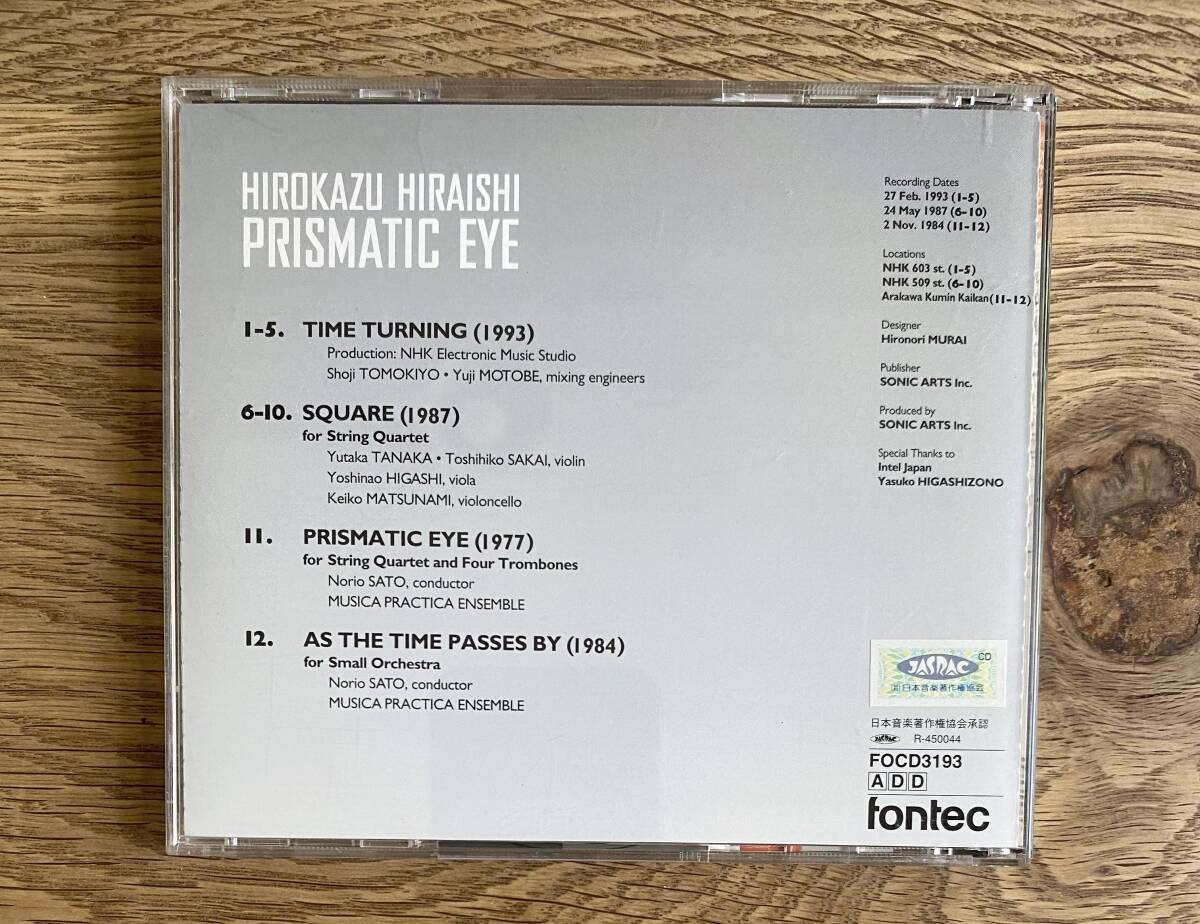 HIROKAZU HIRAISHI
PRISMATIC EYE
1-5. TIME TURNING (1993)
Production: NHK Electronic Music Studio
Shoji TOMOKIYO • Yuji MOTOBE, mixing engineers
6-10. SQUARE (1987)
for String Quartet
Yutaka TANAKA • Toshihiko SAKAI, violin
Yoshinao HIGASHI, viola
Keiko MATSUNAMI, violoncello
11. PRISMATIC EYE (1977)
for String Quartet and Four Trombones
Norio SATO, conductor
MUSICA PRACTICA ENSEMBLE
12. AS THE TIME PASSES BY (1984)
for Small Orchestra
Norio SATO, conductor
MUSICA PRACTICA ENSEMBLE
Recording Dates
27 Feb. 1993 (1-5)
24 May 1987 (6-10)
2 Nov. 1984 (11-12)
Locations
NHK 603 st. (1-5)
NHK 509 st. (6-10)
Arakawa Kumin Kaikan (11-12)
Designer
Hironori MURAI
Publisher
SONIC ARTS Inc.
Produced by
SONIC ARTS Inc.
Special Thanks to
Intel Japan
Yasuko HIGASHIZONO
CD
JASRAC
(社)日本音楽著作権協会
日本音楽著作権協会承認
JASRAC R-450044
FOCD3193
ADD
fontec